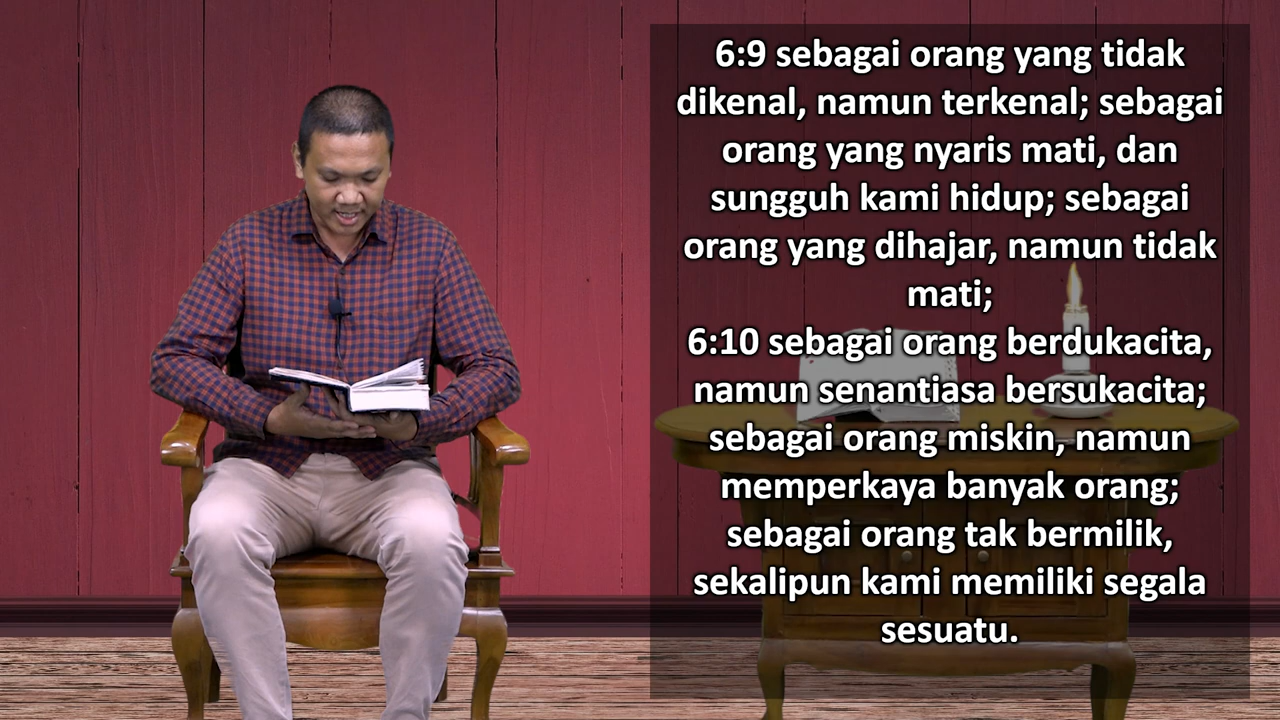 6:9 sebagai orang yang tidak
dikenal, namun terkenal; sebagai
orang yang nyaris mati, dan
sungguh kami hidup; sebagai
orang yang dihajar, namun tidak
mati;
6:10 sebagai orang berdukacita,
namun senantiasa bersukacita;
sebagai orang miskin, namun
memperkaya banyak orang;
sebagai orang tak bermilik,
sekalipun kami memiliki segala
sesuatu.